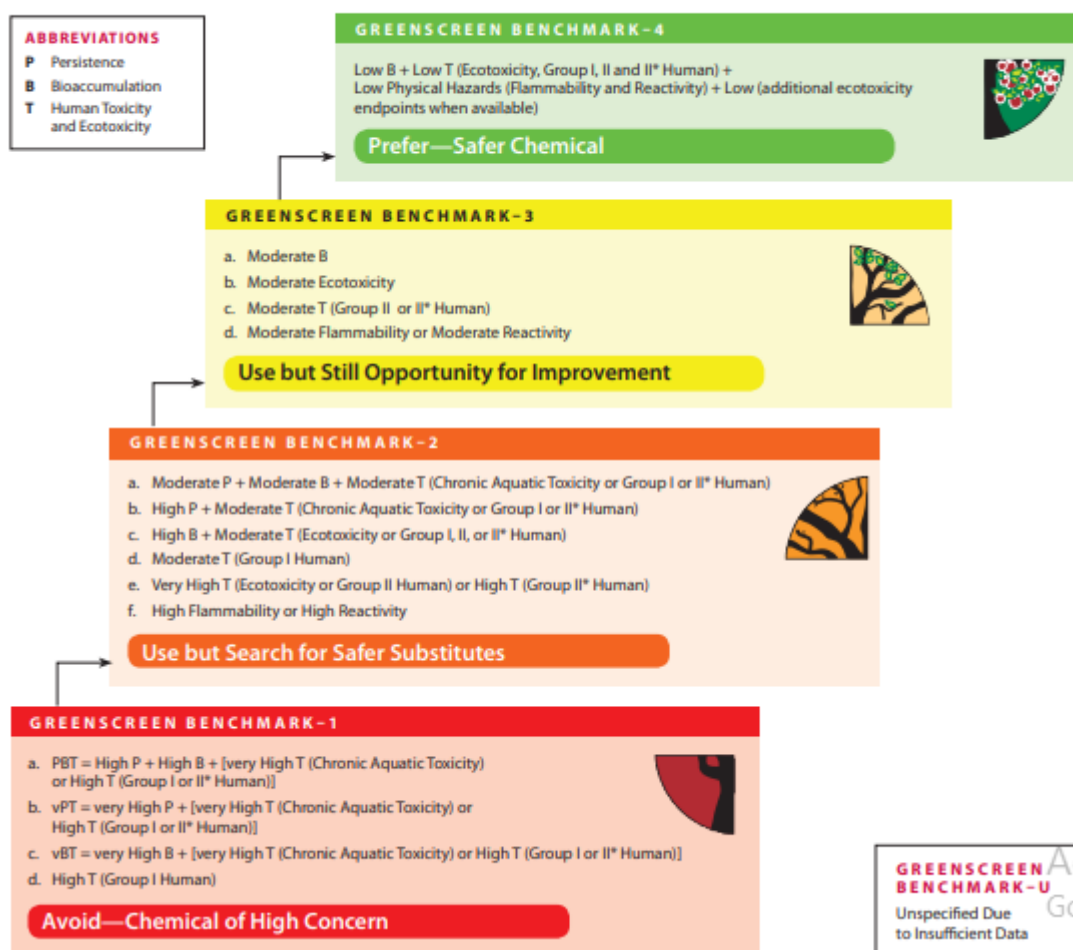 ABBREVIATIONS
P Persistence
B Bioaccumulation
T Human Toxicity
and Ecotoxicity
GREENSCREEN BENCHMARK–4
Low B + Low T (Ecotoxicity, Group I, II and II* Human) +
Low Physical Hazards (Flammability and Reactivity) + Low (additional ecotoxicity
endpoints when available)
Prefer—Safer Chemical
GREENSCREEN BENCHMARK–3
a. Moderate B
b. Moderate Ecotoxicity
c. Moderate T (Group II or II* Human)
d. Moderate Flammability or Moderate Reactivity
Use but Still Opportunity for Improvement
GREENSCREEN BENCHMARK–2
a. Moderate P + Moderate B + Moderate T (Chronic Aquatic Toxicity or Group I or II* Human)
b. High P + Moderate T (Chronic Aquatic Toxicity or Group I or II* Human)
c. High B + Moderate T (Ecotoxicity or Group I, II, or II* Human)
d. Moderate T (Group I Human)
e. Very High T (Ecotoxicity or Group II Human) or High T (Group II* Human)
f. High Flammability or High Reactivity
Use but Search for Safer Substitutes
GREENSCREEN BENCHMARK–1
a. PBT = High P + High B + [very High T (Chronic Aquatic Toxicity)
or High T (Group I or II* Human)]
b. vPT = very High P + [very High T (Chronic Aquatic Toxicity) or
High T (Group I or II* Human)]
c. vBT = very High B + [very High T (Chronic Aquatic Toxicity) or High T (Group I or II* Human)]
d. High T (Group I Human)
Avoid—Chemical of High Concern
GREENSCREEN
BENCHMARK–U
Unspecified Due
to Insufficient Data